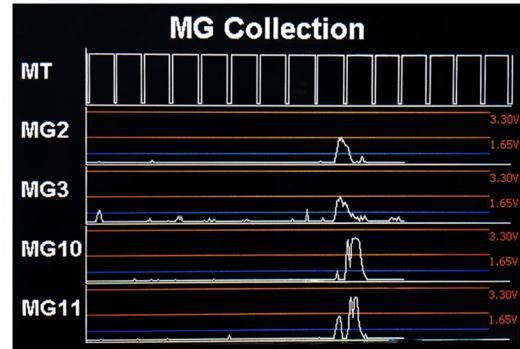 MG Collection
MT
MG2
3.30V
1.65V
MG3
3.30V
1.65V
MG10
3.30V
1.65V
MG11
3.30V
1.65V